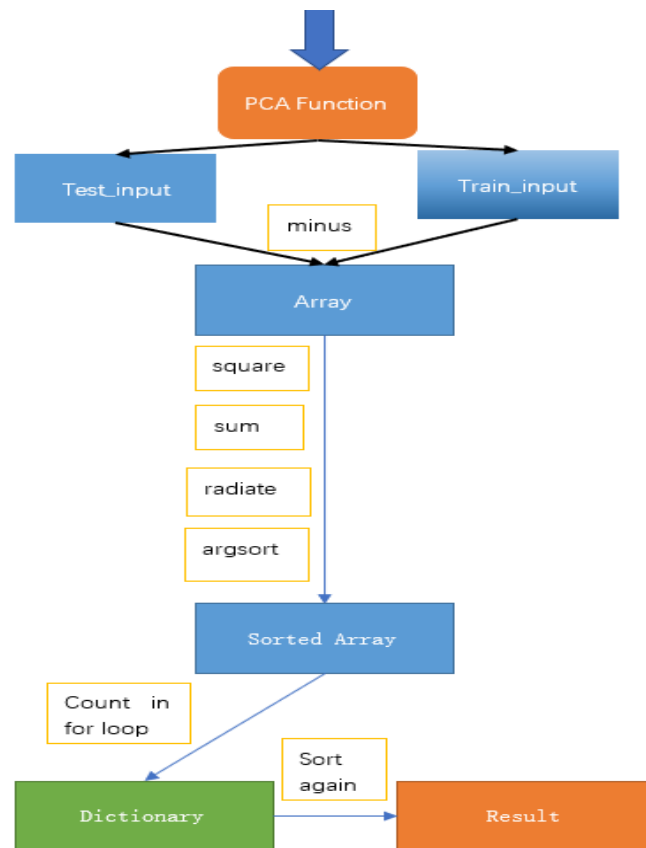 PCA Function
Test_input
Train_input
minus
Array
square
sum
radiate
argsort
Sorted Array
Count in
for loop
Sort
again
Dictionary
Result